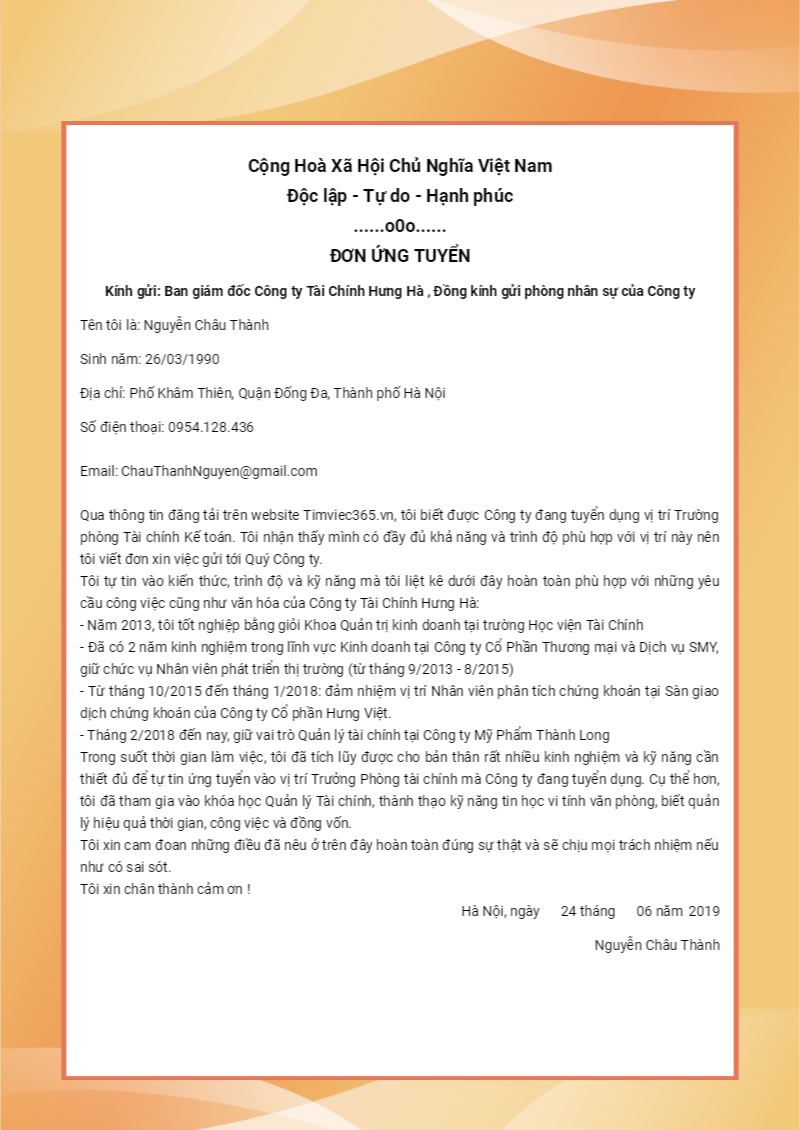 Cộng Hoà Xã Hội Chủ Nghĩa Việt Nam
Độc lập - Tự do - Hạnh phúc
......o0o......
ĐƠN ỨNG TUYỂN
Kính gửi: Ban giám đốc Công ty Tài Chính Hưng Hà , Đồng kính gửi phòng nhân sự của Công ty
Tên tôi là: Nguyễn Châu Thành
Sinh năm: 26/03/1990
Địa chỉ: Phố Khâm Thiên, Quận Đống Đa, Thành phố Hà Nội
Số điện thoại: 0954.128.436
Email: ChauThanhNguyen@gmail.com
Qua thông tin đăng tải trên website Timviec365.vn, tôi biết được Công ty đang tuyển dụng vị trí Trường
phòng Tài chính Kế toán. Tôi nhận thấy mình có đầy đủ khả năng và trình độ phù hợp với vị trí này nên
tôi viết đơn xin việc gửi tới Quý Công ty.
Tôi tự tin vào kiến thức, trình độ và kỹ năng mà tôi liệt kê dưới đây hoàn toàn phù hợp với những yêu
cầu công việc cũng như văn hóa của Công ty Tài Chính Hưng Hà:
- Năm 2013, tôi tốt nghiệp bằng giỏi Khoa Quản trị kinh doanh tại trường Học viện Tài Chính
- Đã có 2 năm kinh nghiệm trong lĩnh vực Kinh doanh tại Công ty Cổ Phần Thương mại và Dịch vụ SMY,
giữ chức vụ Nhân viên phát triển thị trường (từ tháng 9/2013 - 8/2015)
- Từ tháng 10/2015 đến tháng 1/2018: đảm nhiệm vị trí Nhân viên phân tích chứng khoán tại Sàn giao
dịch chứng khoán của Công ty Cổ phần Hưng Việt.
- Tháng 2/2018 đến nay, giữ vai trò Quản lý tài chính tại Công ty Mỹ Phẩm Thành Long
Trong suốt thời gian làm việc, tôi đã tích lũy được cho bản thân rất nhiều kinh nghiệm và kỹ năng cần
thiết đủ để tự tin ứng tuyển vào vị trí Trưởng Phòng tài chính mà Công ty đang tuyển dụng. Cụ thể hơn,
tôi đã tham gia vào khóa học Quản lý Tài chính, thành thạo kỹ năng tin học vi tính văn phòng, biết quản
lý hiệu quả thời gian, công việc và đồng vốn.
Tôi xin cam đoan những điều đã nêu ở trên đây hoàn toàn đúng sự thật và sẽ chịu mọi trách nhiệm nếu
như có sai sót.
Tôi xin chân thành cảm ơn !
Hà Nội, ngày 24 tháng 06 năm 2019
Nguyễn Châu Thành